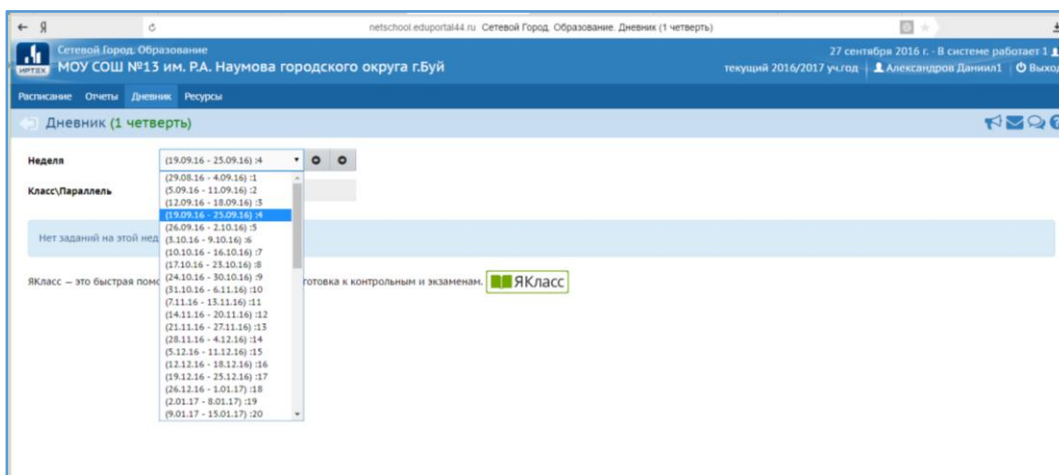 netschool.eduportal44.ru Сетевой Город. Образование. Дневник (1 четверть)
Сетевой Город. Образование
27 сентября 2016 г. - В системе работает 1
ИРТЕХ
МОУ СОШ №13 им. Р.А. Наумова городского округа г.Буй
текущий 2016/2017 уч.год
Александров Даниил1
Выход
Расписание Отчеты Дневник Ресурсы
Дневник (1 четверть)
Неделя
(19.09.16 - 25.09.16) :4
Класс\Параллель
(29.08.16 - 4.09.16) :1
(5.09.16 - 11.09.16) :2
(12.09.16 - 18.09.16) :3
(19.09.16 - 25.09.16) :4
(26.09.16 - 2.10.16) :5
(3.10.16 - 9.10.16) :6
(10.10.16 - 16.10.16) :7
(17.10.16 - 23.10.16) :8
(24.10.16 - 30.10.16) :9
(31.10.16 - 6.11.16) :10
(7.11.16 - 13.11.16) :11
(14.11.16 - 20.11.16) :12
(21.11.16 - 27.11.16) :13
(28.11.16 - 4.12.16) :14
(5.12.16 - 11.12.16) :15
(12.12.16 - 18.12.16) :16
(19.12.16 - 25.12.16) :17
(26.12.16 - 1.01.17) :18
(2.01.17 - 8.01.17) :19
(9.01.17 - 15.01.17) :20
Нет заданий на этой нед
ЯКласс — это быстрая помо готовка к контрольным и экзаменам. ЯКласс